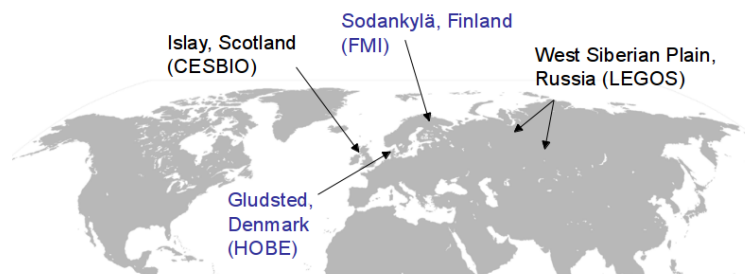 Sodankylä, Finland
(FMI)
Islay, Scotland
(CESBIO)
West Siberian Plain,
Russia (LEGOS)
Gludsted,
Denmark
(HOBE)